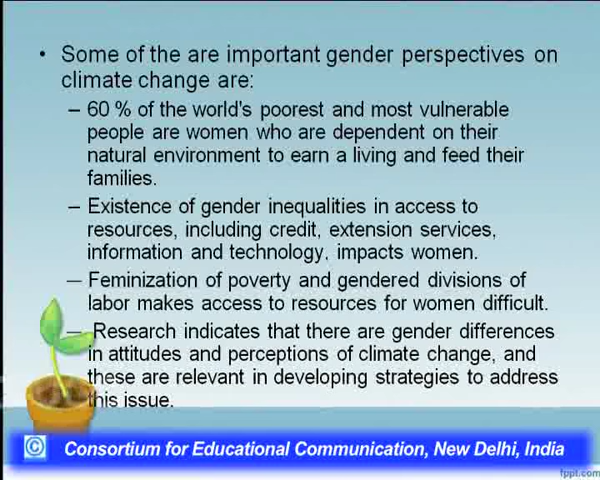 • Some of the are important gender perspectives on
climate change are:
– 60 % of the world's poorest and most vulnerable
people are women who are dependent on their
natural environment to earn a living and feed their
families.
– Existence of gender inequalities in access to
resources, including credit, extension services,
information and technology, impacts women.
– Feminization of poverty and gendered divisions of
labor makes access to resources for women difficult.
– Research indicates that there are gender differences
in attitudes and perceptions of climate change, and
these are relevant in developing strategies to address
this issue.
© Consortium for Educational Communication, New Delhi, India
fppt.com